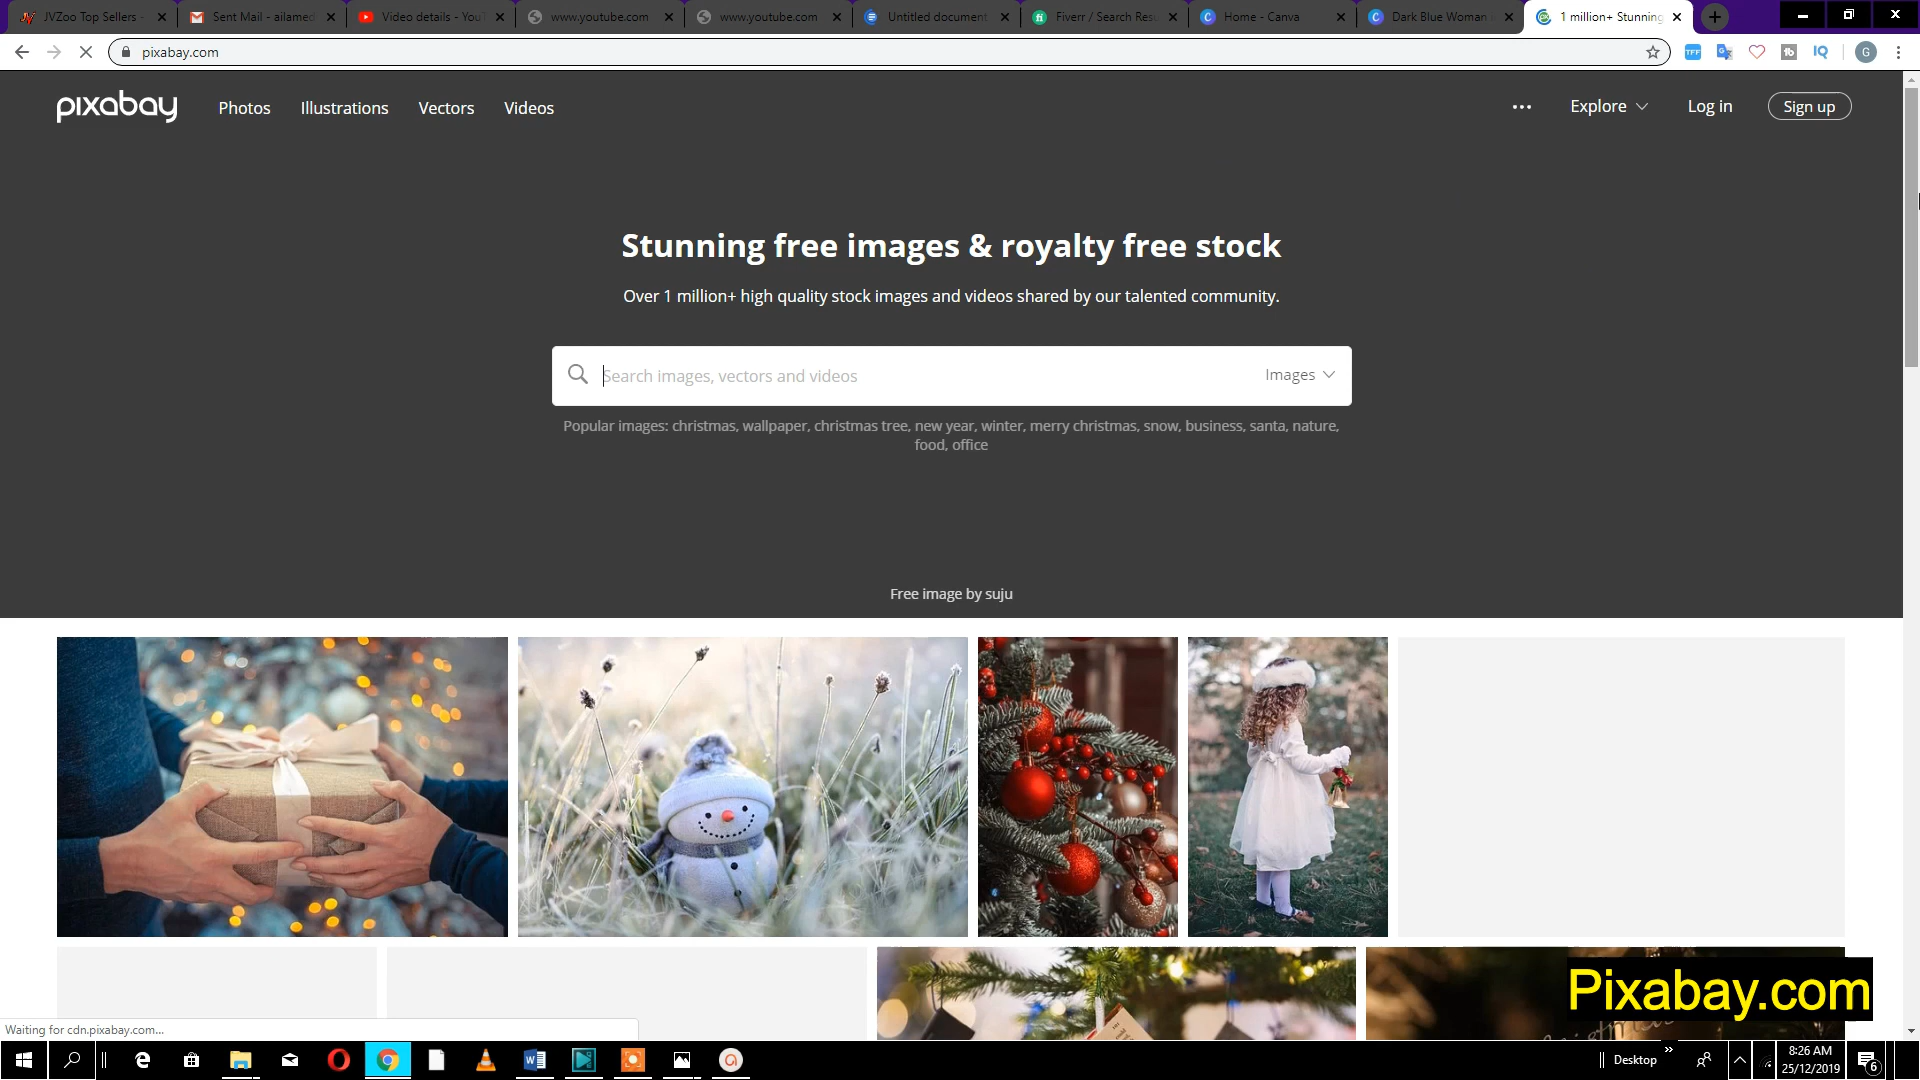 JVZoo Top Sellers -
Sent Mail - ailamed
Video details - YouT
www.youtube.com
www.youtube.com
Untitled document
Fiverr / Search Resu
Home - Canva
Dark Blue Woman
1 million+ Stunning
pixabay.com
TFF
G
pixabay
Photos
Illustrations
Vectors
Videos
Explore
Log in
Sign up
Stunning free images & royalty free stock
Over 1 million+ high quality stock images and videos shared by our talented community.
Search images, vectors and videos
Images
Popular images: christmas, wallpaper, christmas tree, new year, winter, merry christmas, snow, business, santa, nature,
food, office
Free image by suju
Pixabay.com
Waiting for cdn.pixabay.com...
Desktop
8:26 AM
25/12/2019
6